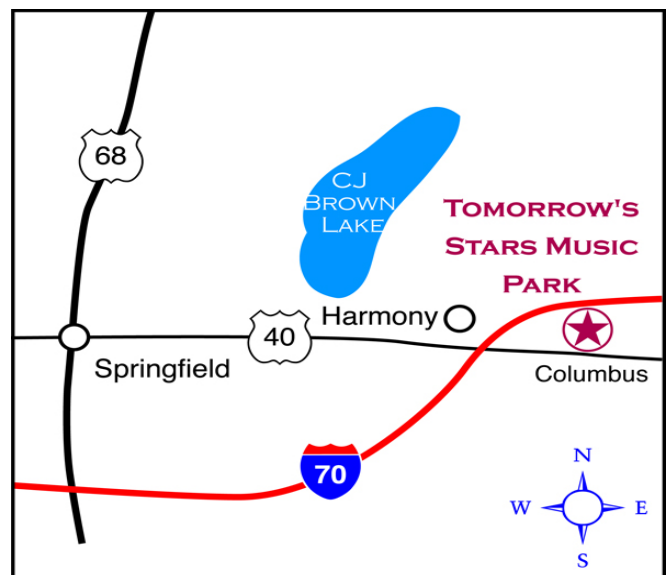 68
CJ
BROWN
LAKE
TOMORROW'S
STARS MUSIC
PARK
Harmony
40
Springfield
Columbus
70
N
W
E
S